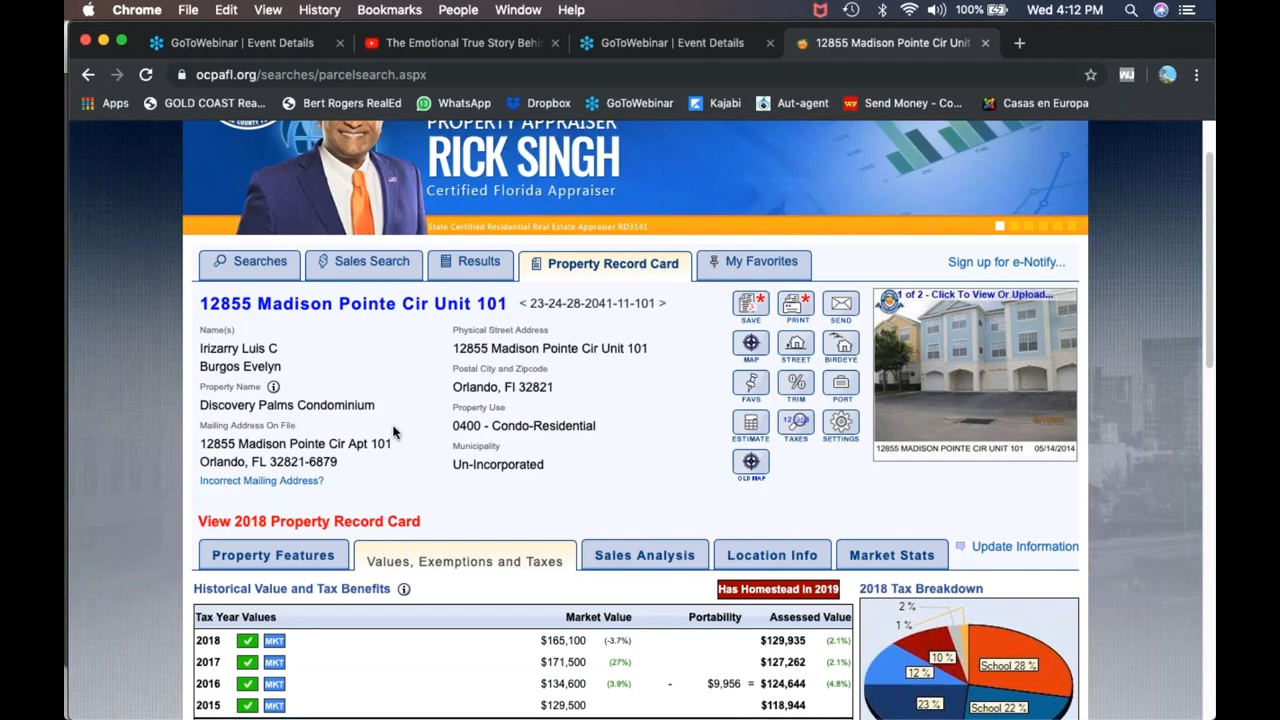 Chrome File Edit View History Bookmarks People Window Help 100% Wed 4:12 PM
GoToWebinar | Event Details
The Emotional True Story Behi
GoToWebinar | Event Details
12855 Madison Pointe Cir Unit
ocpafl.org/searches/parcelsearch.aspx
Apps GOLD COAST Rea... Bert Rogers RealEd WhatsApp Dropbox GoToWebinar Kajabi Aut-agent Send Money - Co... Casas en Europa
PROPERTY APPRAISER
RICK SINGH
Certified Florida Appraiser
State Certified Residential Real Estate Appraiser RD3141
Searches Sales Search Results Property Record Card My Favorites Sign up for e-Notify...
12855 Madison Pointe Cir Unit 101 < 23-24-28-2041-11-101 >
Name(s)
Irizarry Luis C
Burgos Evelyn
Property Name
Discovery Palms Condominium
Mailing Address On File
12855 Madison Pointe Cir Apt 101
Orlando, FL 32821-6879
Incorrect Mailing Address?
Physical Street Address
12855 Madison Pointe Cir Unit 101
Postal City and Zipcode
Orlando, Fl 32821
Property Use
0400 - Condo-Residential
Municipality
Un-Incorporated
SAVE PRINT SEND
MAP STREET BIRDEYE
FAVS TRIM PORT
ESTIMATE TAXES SETTINGS
OLD MAP
1 of 2 - Click To View Or Upload...
12855 MADISON POINTE CIR UNIT 101 05/14/2014
View 2018 Property Record Card
Property Features Values, Exemptions and Taxes Sales Analysis Location Info Market Stats Update Information
Historical Value and Tax Benefits Has Homestead in 2019 2018 Tax Breakdown
Tax Year Values Market Value Portability Assessed Value
2018 MKT $165,100 (-3.7%) $129,935 (2.1%)
2017 MKT $171,500 (27%) $127,262 (2.1%)
2016 MKT $134,600 (3.9%) - $9,956 = $124,644 (4.8%)
2015 MKT $129,500 $118,944
2 %
1 %
10 %
12 %
23 %
School 28 %
School 22 %